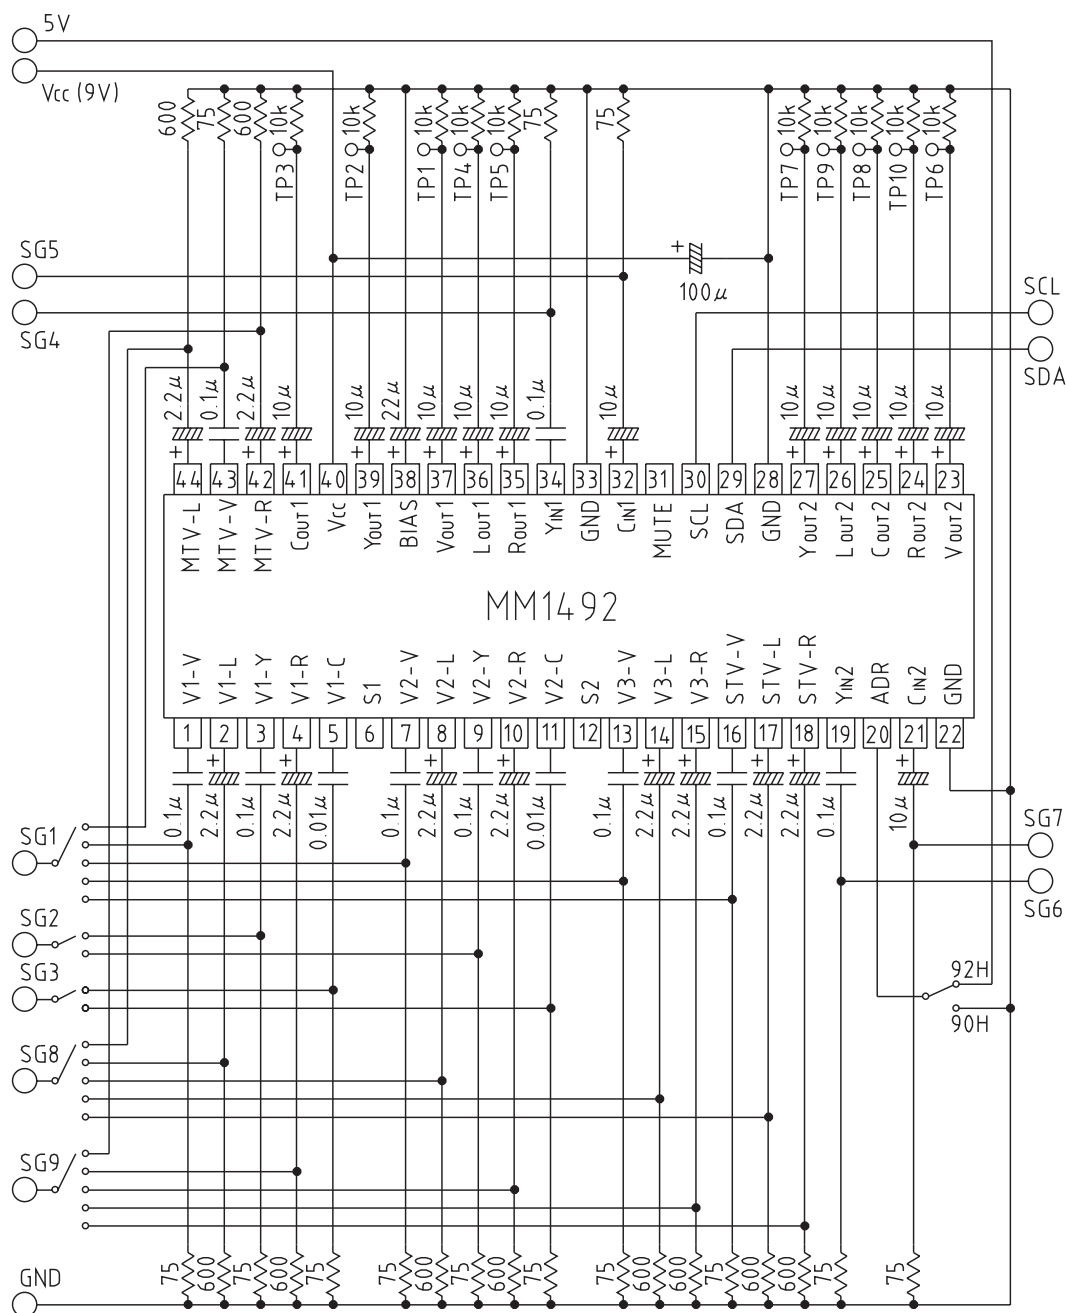 5V
Vcc (9V)
600
75
600
10k
10k
10k
10k
10k
75
75
10k
10k
10k
10k
10k
TP3
TP2
TP1
TP4
TP5
TP7
TP9
TP8
TP10
TP6
SG5
+
100μ
SCL
SG4
SDA
2.2μ
0.1μ
2.2μ
10μ
10μ
22μ
10μ
10μ
10μ
0.1μ
10μ
10μ
10μ
10μ
10μ
10μ
+ + + + + + + + + + + + + +
44 43 42 41 40 39 38 37 36 35 34 33 32 31 30 29 28 27 26 25 24 23
MTV-L
MTV-V
MTV-R
COUT1
VCC
YOUT1
BIAS
VOUT1
LOUT1
ROUT1
YIN1
GND
CIN1
MUTE
SCL
SDA
GND
YOUT2
LOUT2
COUT2
ROUT2
VOUT2
MM1492
V1-V
V1-L
V1-Y
V1-R
V1-C
S1
V2-V
V2-L
V2-Y
V2-R
V2-C
S2
V3-V
V3-L
V3-R
STV-V
STV-L
STV-R
YIN2
ADR
CIN2
GND
1 2 3 4 5 6 7 8 9 10 11 12 13 14 15 16 17 18 19 20 21 22
+ + + + + + + + +
0.1μ
2.2μ
0.1μ
2.2μ
0.01μ
0.1μ
2.2μ
0.1μ
2.2μ
0.01μ
0.1μ
2.2μ
2.2μ
0.1μ
2.2μ
2.2μ
0.1μ
10μ
SG1
SG7
SG6
SG2
SG3
92H
90H
SG8
SG9
GND
75
600
75
600
75
75
600
75
600
75
75
600
600
75
600
600
75
75